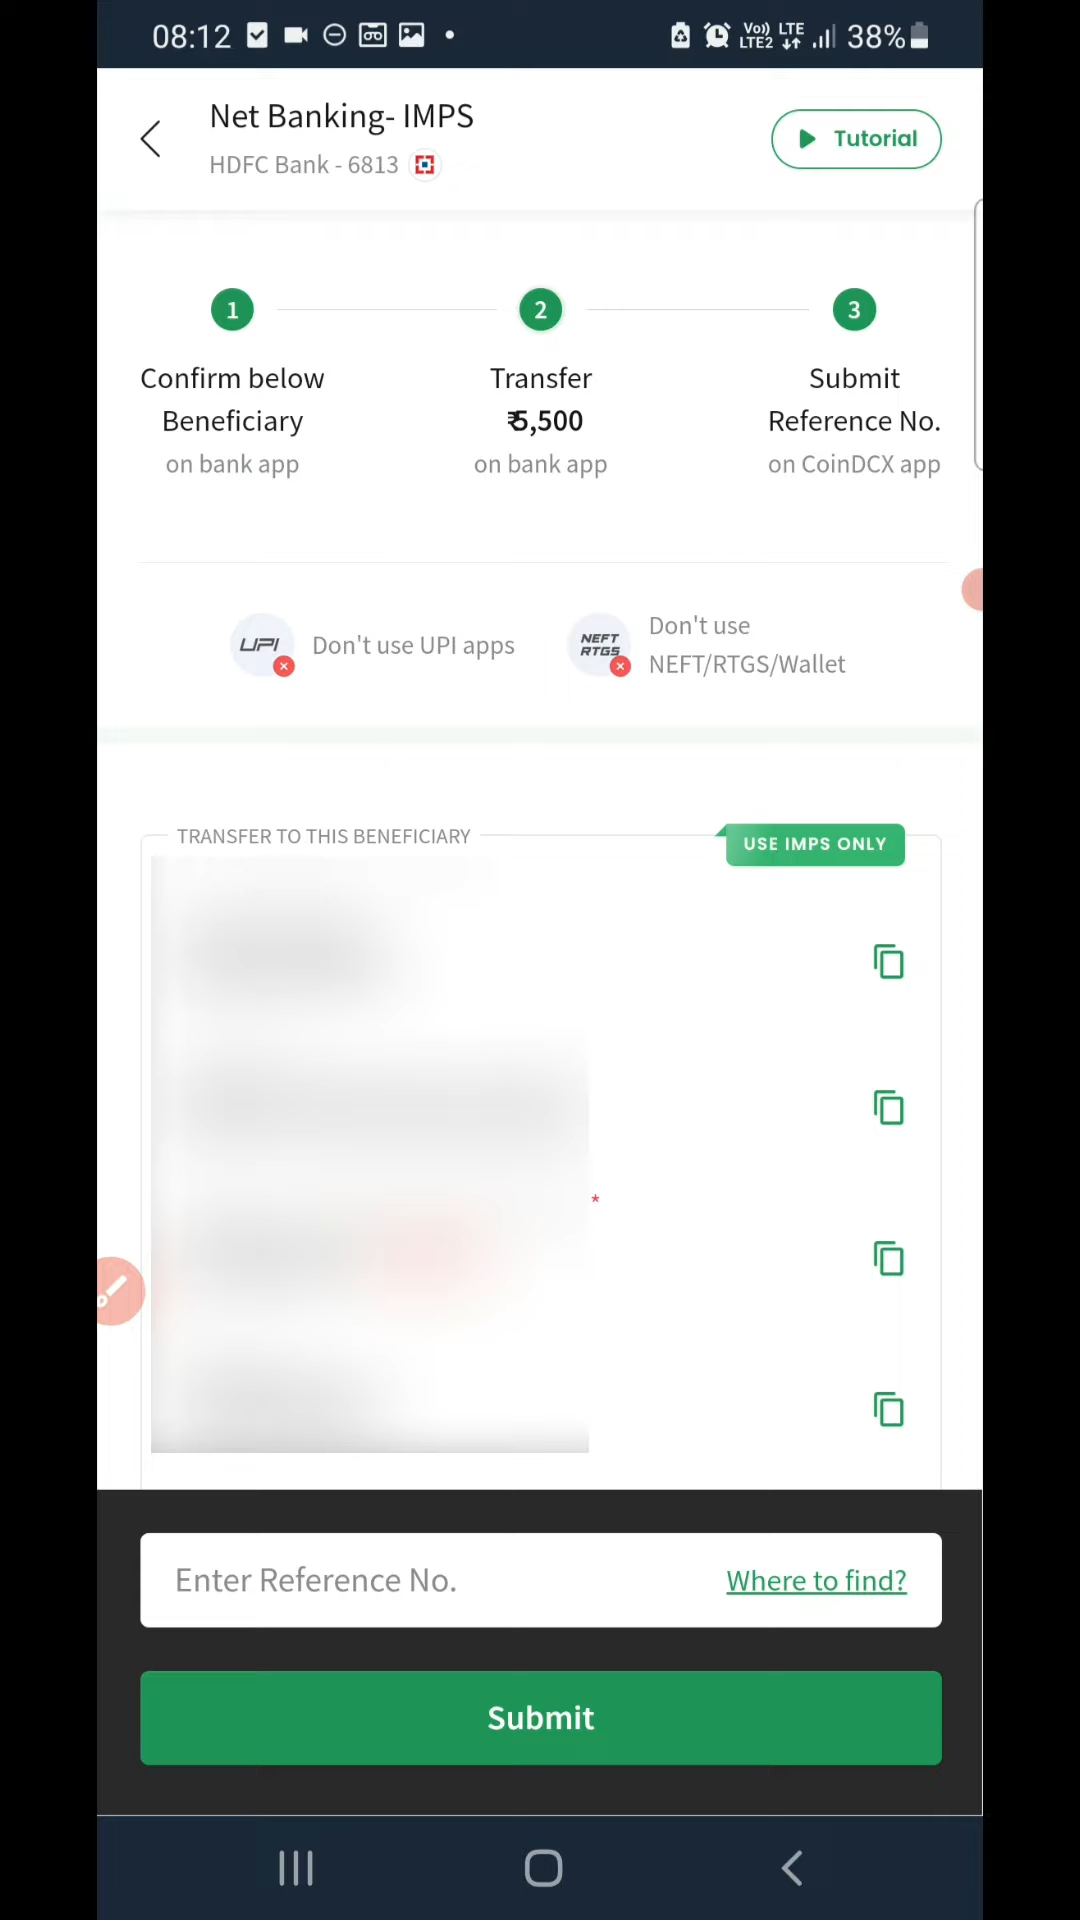 08:12
Vo)) LTE
LTE2
38%
Net Banking- IMPS
HDFC Bank - 6813
Tutorial
1
2
3
Confirm below
Beneficiary
on bank app
Transfer
₹5,500
on bank app
Submit
Reference No.
on CoinDCX app
UPI
Don't use UPI apps
NEFT
RTGS
Don't use
NEFT/RTGS/Wallet
TRANSFER TO THIS BENEFICIARY
USE IMPS ONLY
*
Enter Reference No.
Where to find?
Submit